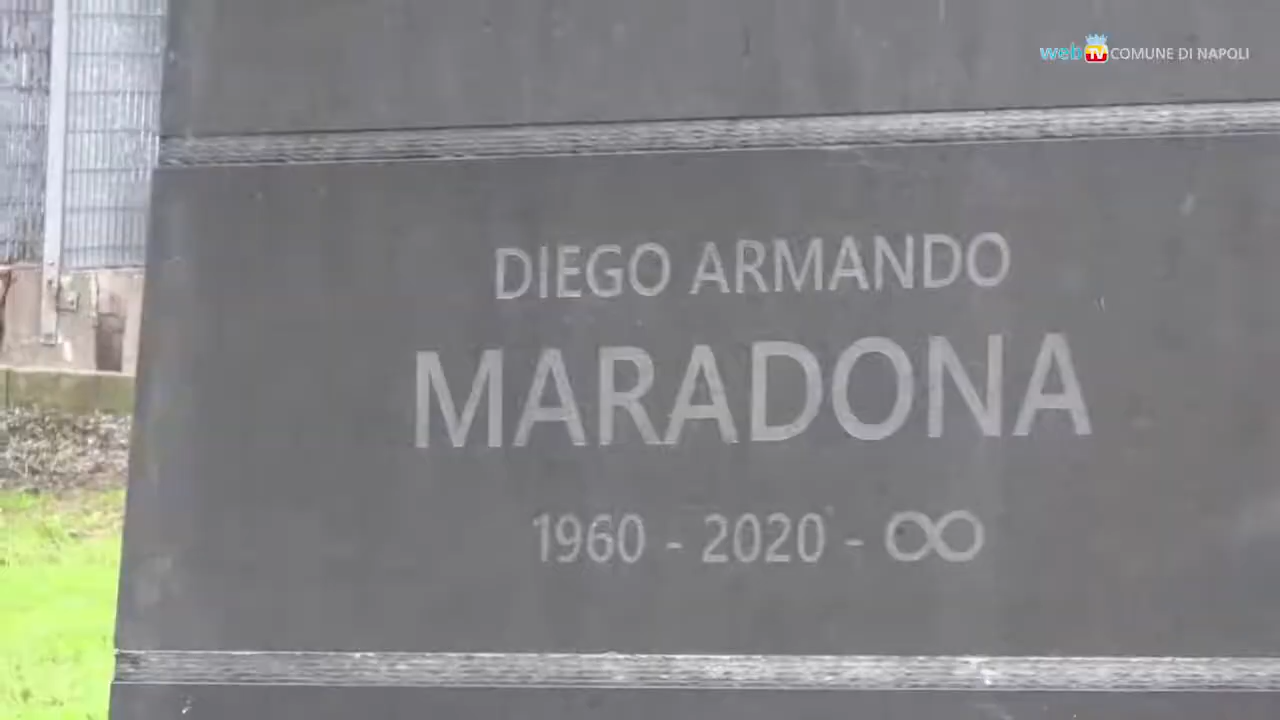 web TV COMUNE DI NAPOLI
DIEGO ARMANDO
MARADONA
1960 - 2020 - ∞